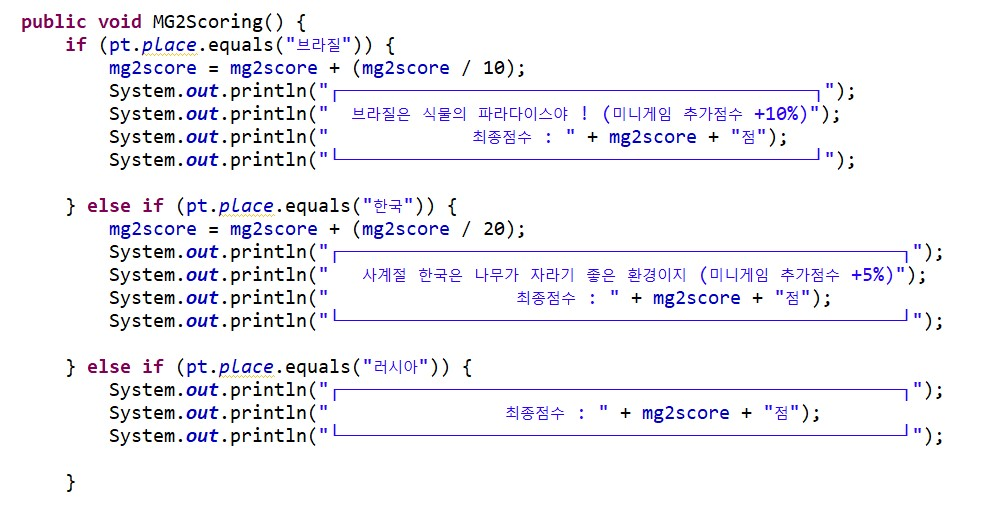 public void MG2Scoring() {
if (pt.place.equals("브라질")) {
mg2score = mg2score + (mg2score / 10);
System.out.println("┌────────────────────────────────────────────┐");
System.out.println("  브라질은 식물의 파라다이스야 ! (미니게임 추가점수 +10%)");
System.out.println("             최종점수 : " + mg2score + "점");
System.out.println("└────────────────────────────────────────────┘");
} else if (pt.place.equals("한국")) {
mg2score = mg2score + (mg2score / 20);
System.out.println("┌────────────────────────────────────────────────────┐");
System.out.println("   사계절 한국은 나무가 자라기 좋은 환경이지 (미니게임 추가점수 +5%)");
System.out.println("                 최종점수 : " + mg2score + "점");
System.out.println("└────────────────────────────────────────────────────┘");
} else if (pt.place.equals("러시아")) {
System.out.println("┌────────────────────────────────────────────────────┐");
System.out.println("                최종점수 : " + mg2score + "점");
System.out.println("└────────────────────────────────────────────────────┘");
}